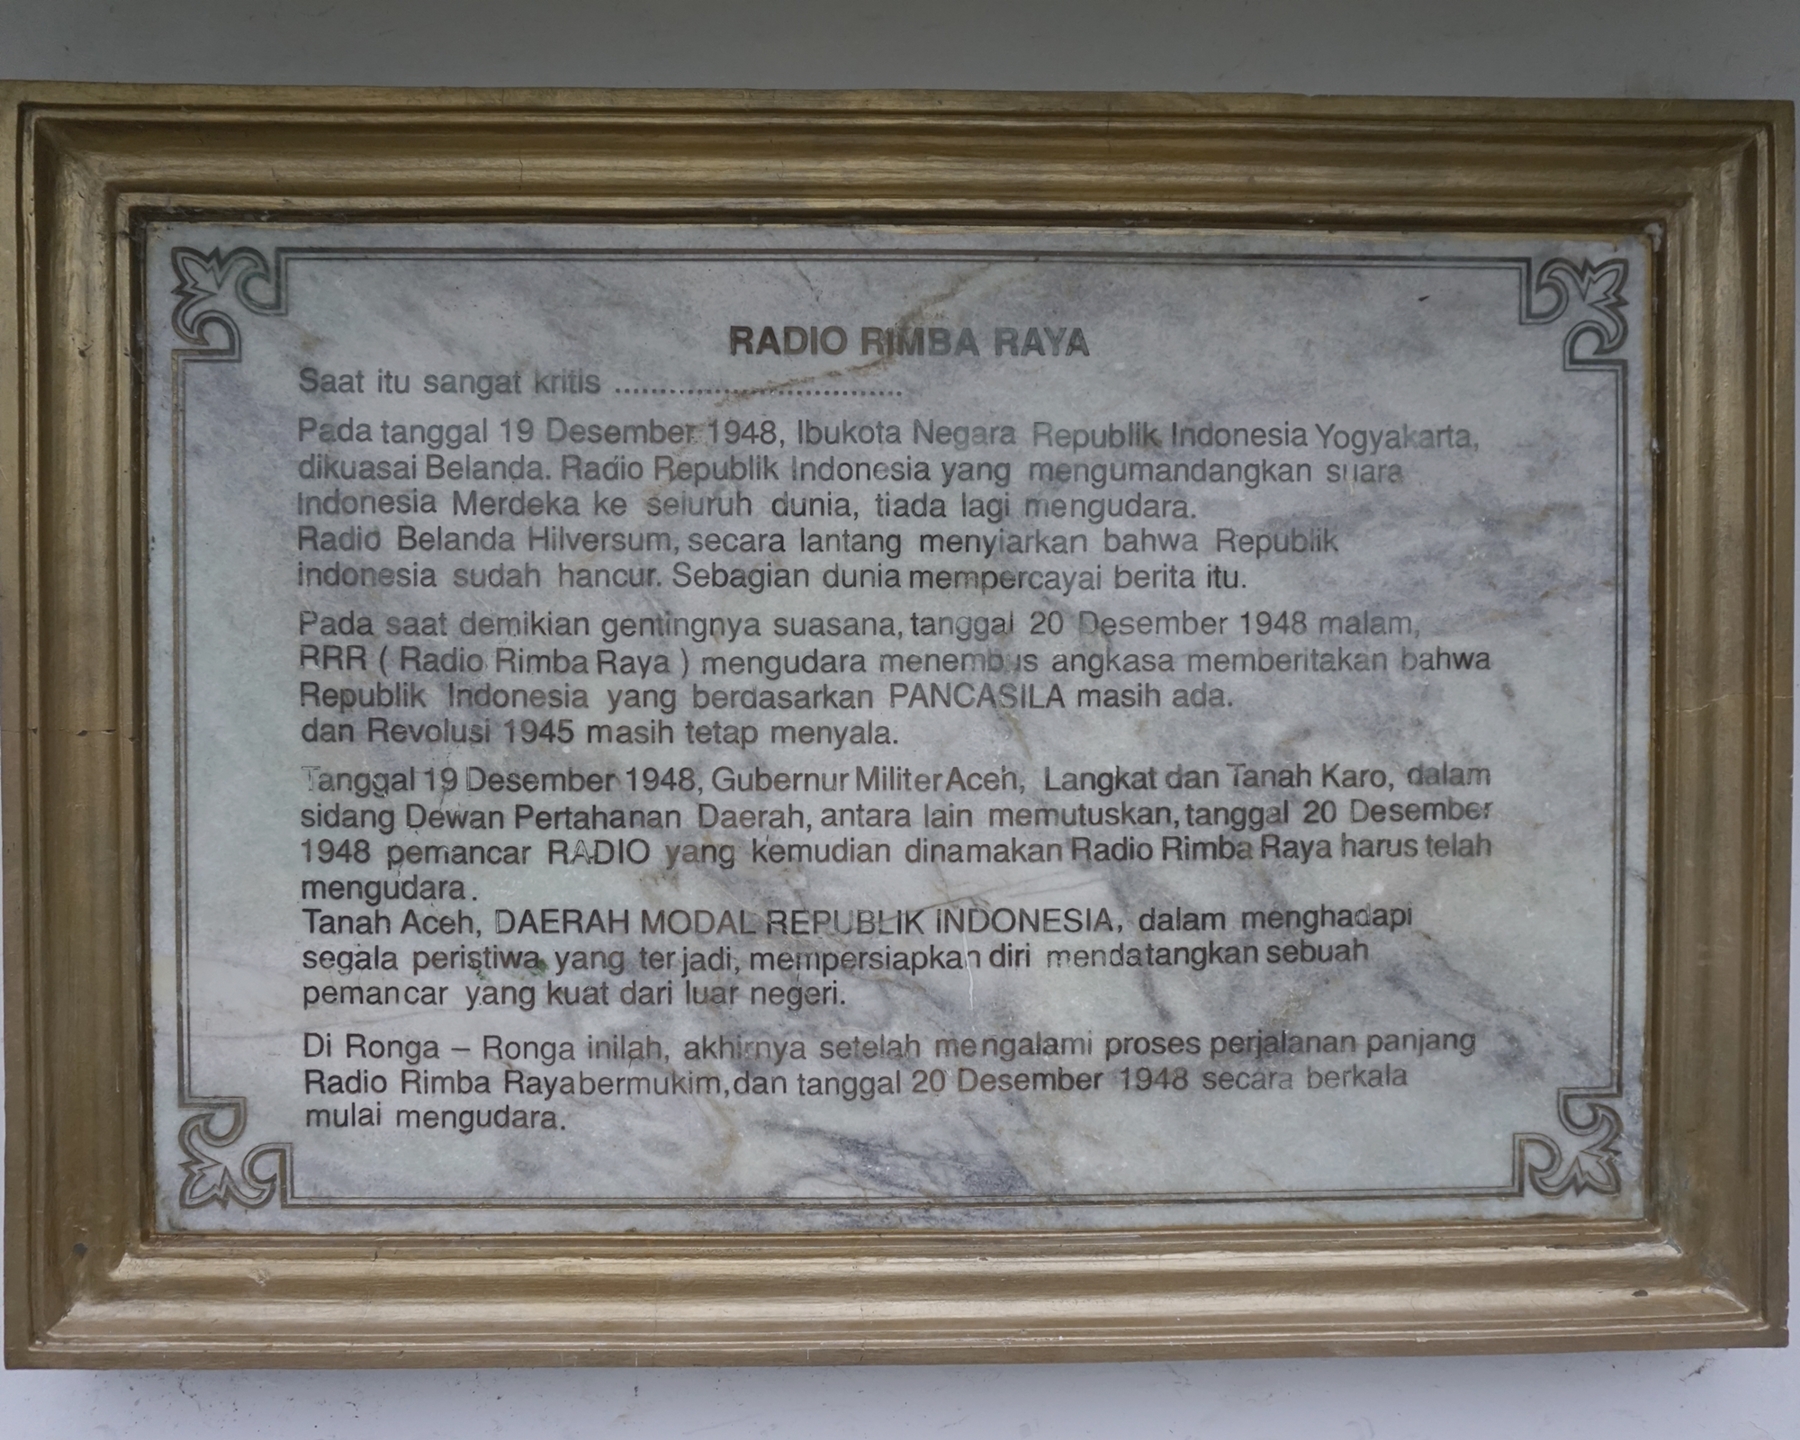 RADIO RIMBA RAYA
Saat itu sangat kritis ....................................
Pada tanggal 19 Desember 1948, Ibukota Negara Republik Indonesia Yogyakarta,
dikuasai Belanda. Radio Republik Indonesia yang mengumandangkan suara
Indonesia Merdeka ke seluruh dunia, tiada lagi mengudara.
Radio Belanda Hilversum, secara lantang menyiarkan bahwa Republik
Indonesia sudah hancur. Sebagian dunia mempercayai berita itu.
Pada saat demikian gentingnya suasana, tanggal 20 Desember 1948 malam,
RRR ( Radio Rimba Raya ) mengudara menembus angkasa memberitakan bahwa
Republik Indonesia yang berdasarkan PANCASILA masih ada.
dan Revolusi 1945 masih tetap menyala.
Tanggal 19 Desember 1948, Gubernur Militer Aceh, Langkat dan Tanah Karo, dalam
sidang Dewan Pertahanan Daerah, antara lain memutuskan, tanggal 20 Desember
1948 pemancar RADIO yang kemudian dinamakan Radio Rimba Raya harus telah
mengudara.
Tanah Aceh, DAERAH MODAL REPUBLIK INDONESIA, dalam menghadapi
segala peristiwa yang terjadi, mempersiapkan diri mendatangkan sebuah
pemancar yang kuat dari luar negeri.
Di Ronga – Ronga inilah, akhirnya setelah mengalami proses perjalanan panjang
Radio Rimba Raya bermukim, dan tanggal 20 Desember 1948 secara berkala
mulai mengudara.